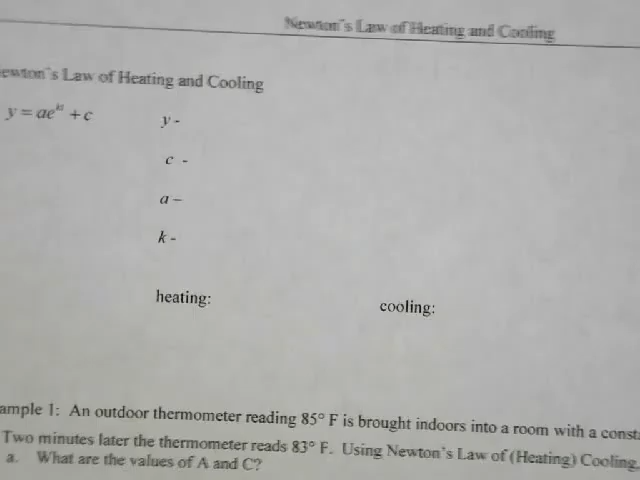 Newton's Law of Heating and Cooling
ewton's Law of Heating and Cooling
y = ae^{kt} + c
y -
c -
a –
k -
heating:
cooling:
ample 1: An outdoor thermometer reading 85° F is brought indoors into a room with a consta
Two minutes later the thermometer reads 83° F. Using Newton's Law of (Heating) Cooling,
a. What are the values of A and C?